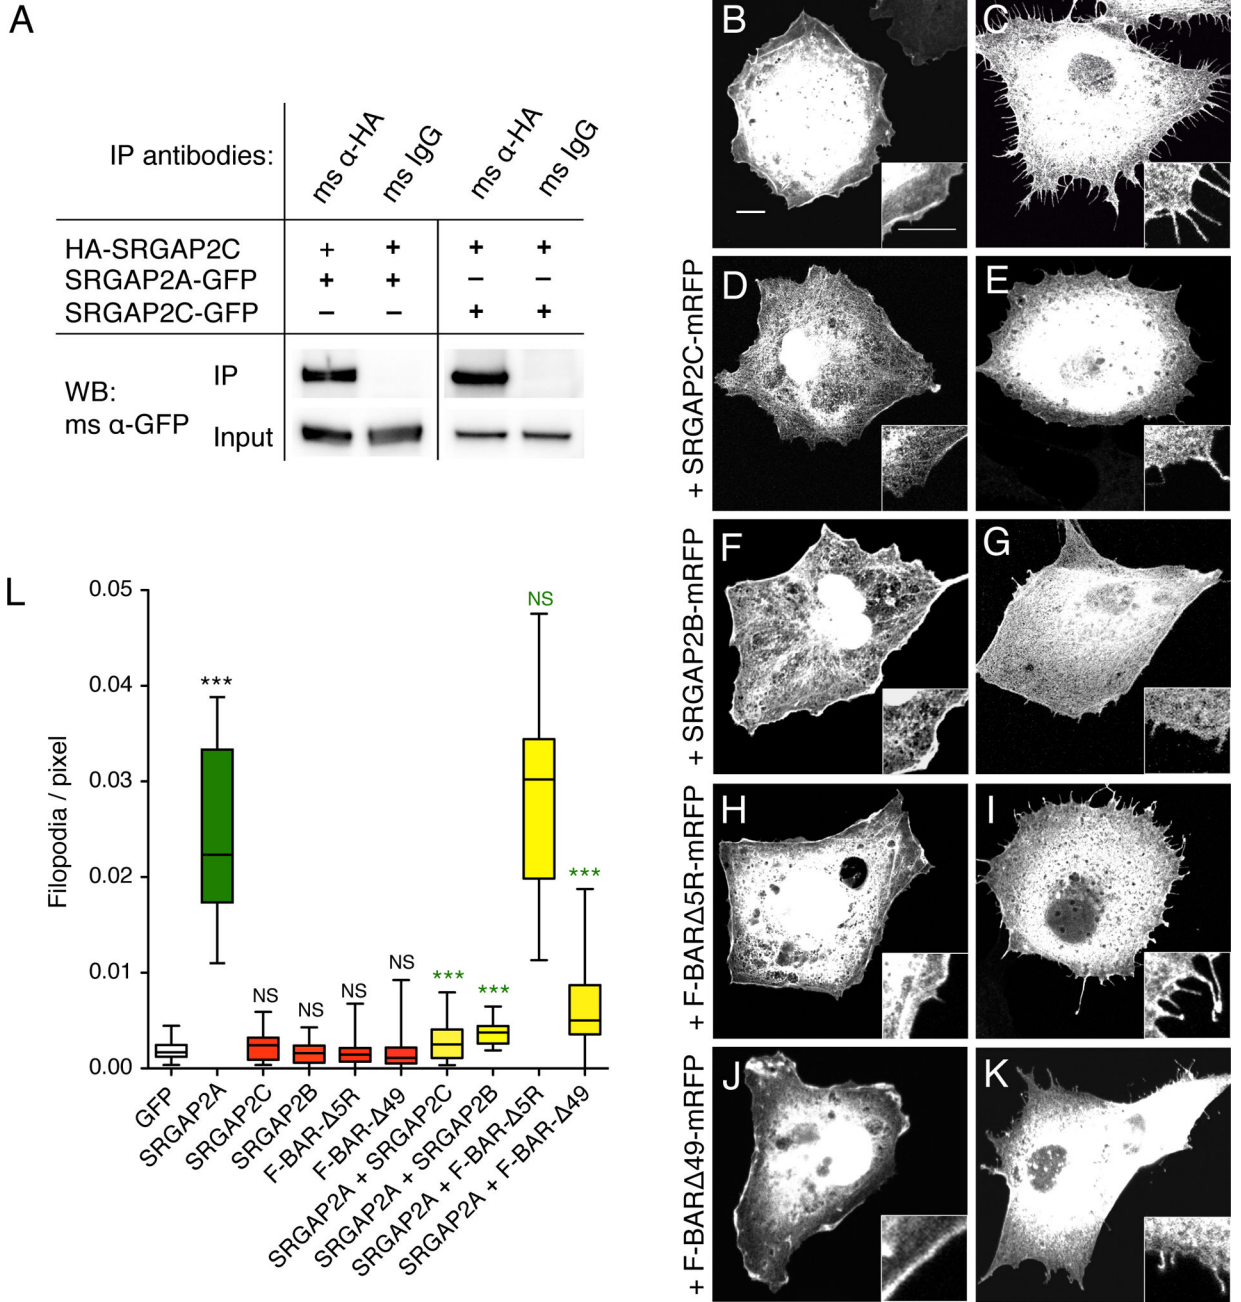 A
IP antibodies:
ms α-HA
ms IgG
ms α-HA
ms IgG
HA-SRGAP2C + + + +
SRGAP2A-GFP + + – –
SRGAP2C-GFP – – + +
WB:
ms α-GFP
IP
Input
B
C
+ SRGAP2C-mRFP
D
E
+ SRGAP2B-mRFP
F
G
+ F-BARΔ5R-mRFP
H
I
+ F-BARΔ49-mRFP
J
K
L
Filopodia / pixel
0.05
0.04
0.03
0.02
0.01
0.00
***
NS
NS
NS
NS
***
***
NS
***
GFP
SRGAP2A
SRGAP2C
SRGAP2B
F-BAR-Δ5R
F-BAR-Δ49
SRGAP2A + SRGAP2C
SRGAP2A + SRGAP2B
SRGAP2A + F-BAR-Δ5R
SRGAP2A + F-BAR-Δ49